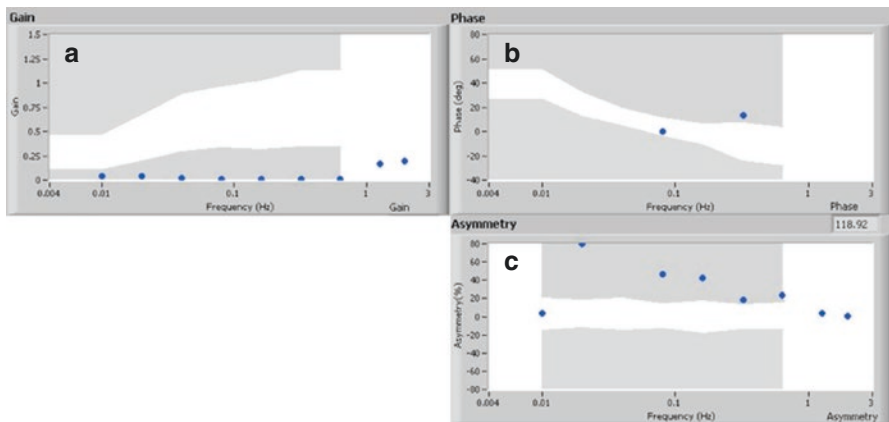 Gain
a
1.5
1.25
1
0.75
0.5
0.25
0
Gain
0.004
0.01
0.1
1
3
Frequency (Hz)
Gain
Phase
b
80
60
40
20
0
-20
-40
Phase (deg)
0.004
0.01
0.1
1
3
Frequency (Hz)
Phase
Asymmetry
118.92
c
80
60
40
20
0
-20
-40
-60
-80
Asymmetry(%)
0.004
0.01
0.1
1
3
Frequency (Hz)
Asymmetry